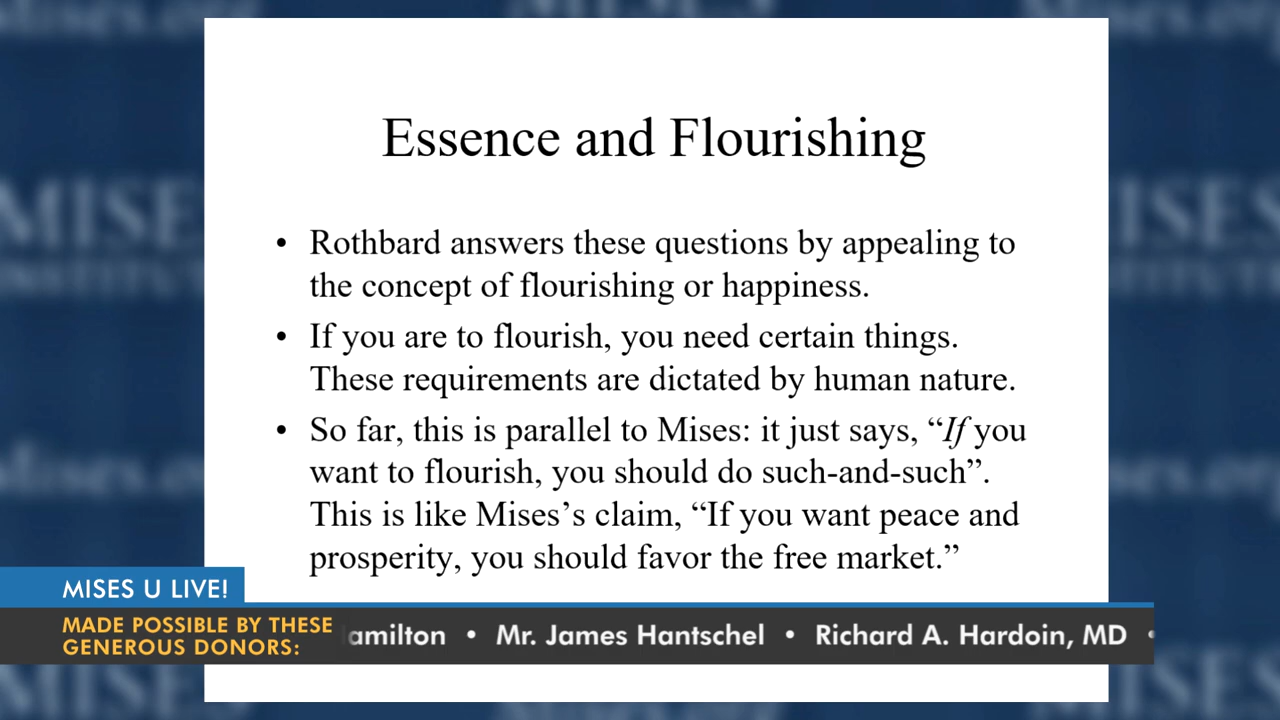 Essence and Flourishing
• Rothbard answers these questions by appealing to
the concept of flourishing or happiness.
• If you are to flourish, you need certain things.
These requirements are dictated by human nature.
• So far, this is parallel to Mises: it just says, “If you
want to flourish, you should do such-and-such”.
This is like Mises’s claim, “If you want peace and
prosperity, you should favor the free market.”
MISES U LIVE!
MADE POSSIBLE BY THESE
GENEROUS DONORS:
amilton • Mr. James Hantschel • Richard A. Hardoin, MD •